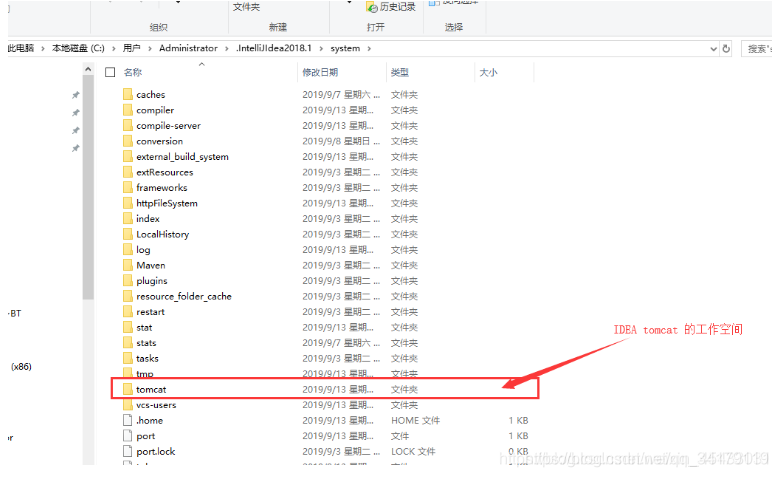 文件夹
历史记录
组织
新建
打开
选择
此电脑 > 本地磁盘 (C:) > 用户 > Administrator > .IntelliJIdea2018.1 > system >
名称 修改日期 类型 大小
caches 2019/9/7 星期六 ... 文件夹
compiler 2019/9/13 星期... 文件夹
compile-server 2019/9/13 星期... 文件夹
conversion 2019/9/8 星期日 ... 文件夹
external_build_system 2019/9/13 星期... 文件夹
extResources 2019/9/3 星期二 ... 文件夹
frameworks 2019/9/3 星期二 ... 文件夹
httpFileSystem 2019/9/13 星期... 文件夹
index 2019/9/3 星期二 ... 文件夹
LocalHistory 2019/9/3 星期二 ... 文件夹
log 2019/9/13 星期... 文件夹
Maven 2019/9/3 星期二 ... 文件夹
plugins 2019/9/3 星期二 ... 文件夹
resource_folder_cache 2019/9/3 星期二 ... 文件夹
-BT
restart 2019/9/3 星期二 ... 文件夹
stat 2019/9/13 星期... 文件夹
IDEA tomcat 的工作空间
stats 2019/9/7 星期六 ... 文件夹
tasks 2019/9/3 星期二 ... 文件夹
(x86)
tmp 2019/9/13 星期... 文件夹
tomcat 2019/9/13 星期... 文件夹
vcs-users 2019/9/13 星期... 文件夹
.home 2019/9/3 星期二 ... HOME 文件 1 KB
or
port 2019/9/13 星期... 文件 1 KB
port.lock 2019/9/3 星期二 ... LOCK 文件 0 KB